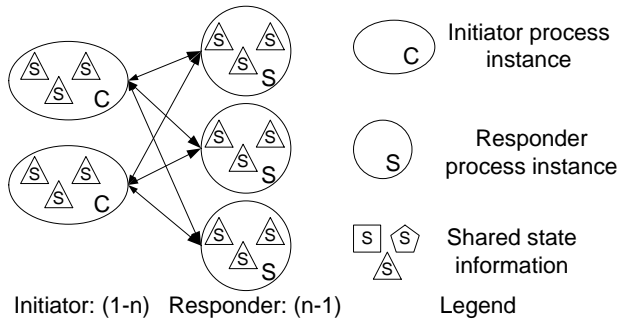 S S S C
S S S C
S S S S
S S S S
S S S S
C
Initiator process
instance
S
Responder
process instance
S S S
Shared state
information
Initiator: (1-n) Responder: (n-1) Legend